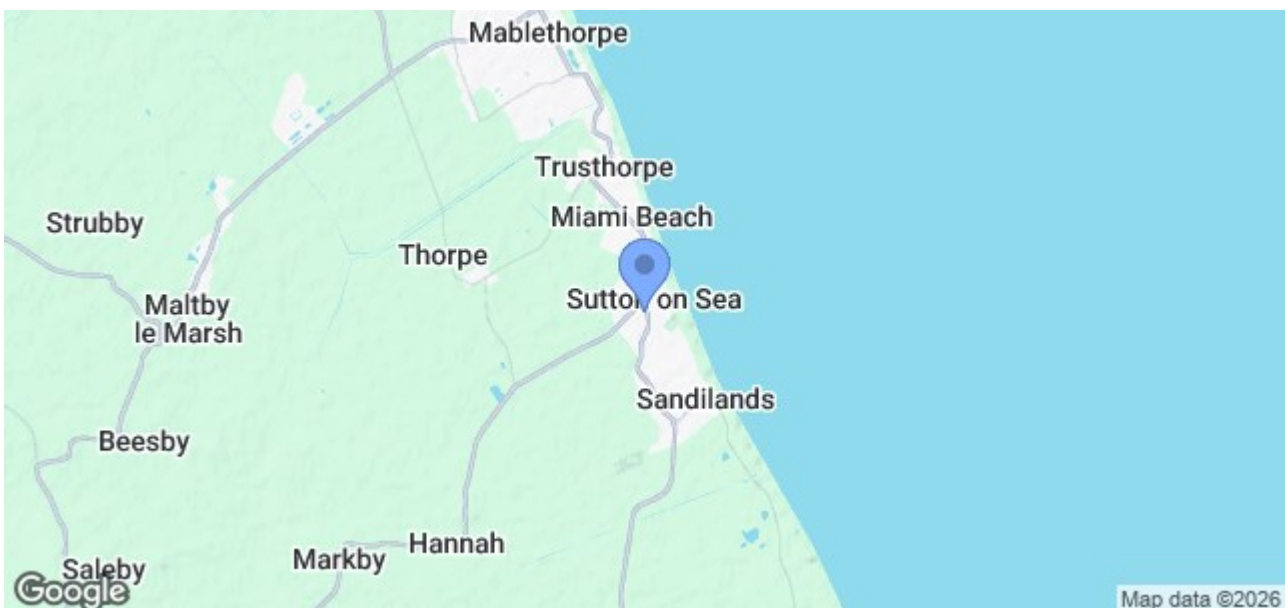 Mablethorpe
Trusthorpe
Strubby
Miami Beach
Thorpe
Sutton on Sea
Maltby
le Marsh
Sandilands
Beesby
Hannah
Markby
Saleby
Google
Map data ©2026